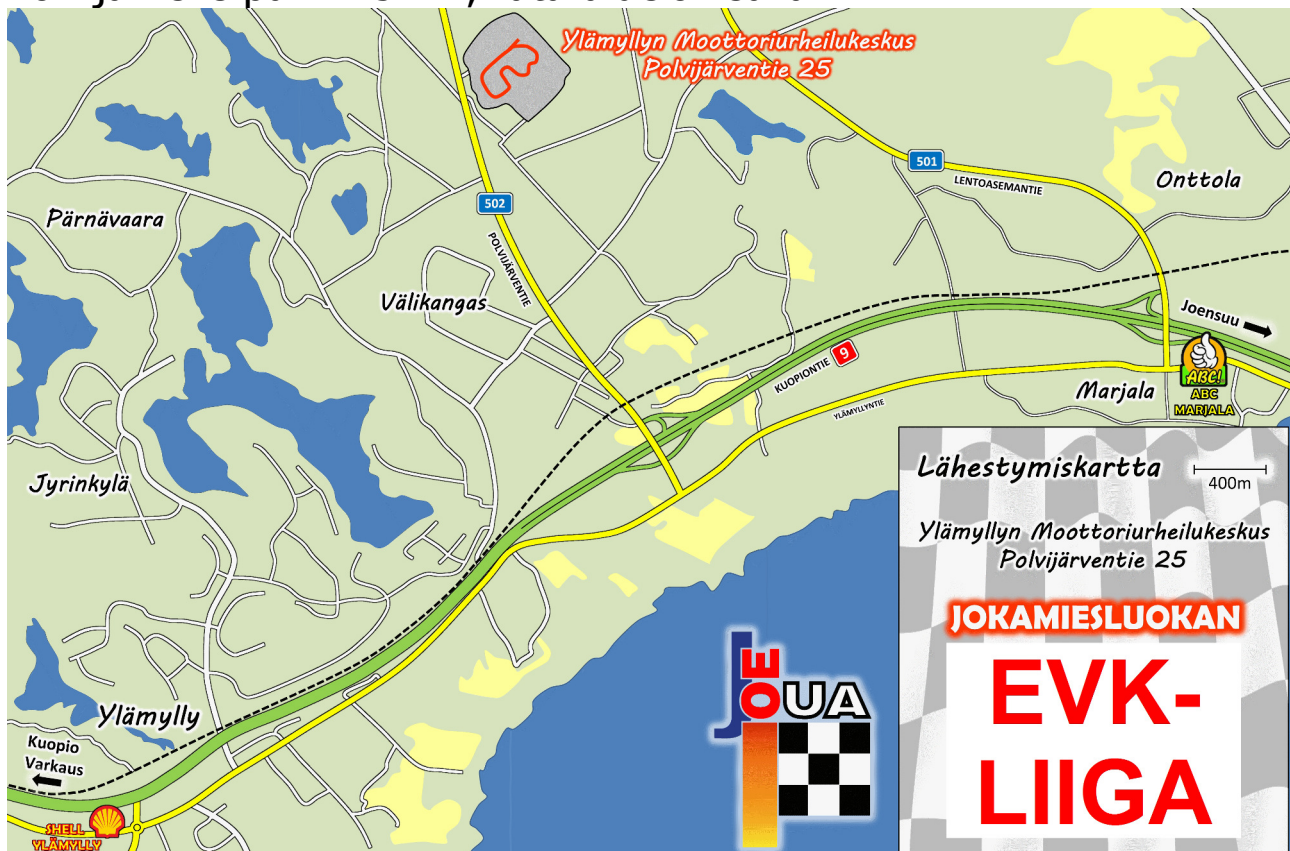 Ylämyllyn Moottoriurheilukeskus
Polvijärventie 25
501
LENTOASEMANTIE
Onttola
Pärnävaara
502
POLVIJÄRVENTIE
Välikangas
Joensuu
KUOPIONTIE
9
ABC!
ABC
MARJALA
Marjala
YLÄMYLLYNTIE
Jyrinkylä
Lähestymiskartta
400m
Ylämyllyn Moottoriurheilukeskus
Polvijärventie 25
JOKAMIESLUOKAN
EVK-
LIIGA
JOE
UA
Ylämylly
Kuopio
Varkaus
SHELL
YLÄMYLLY